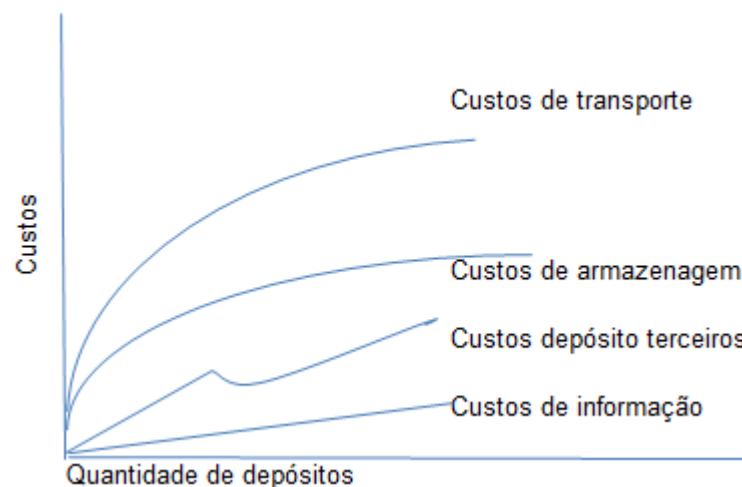 Custos de transporte
Custos
Custos de armazenagem
Custos depósito terceiros
Custos de informação
Quantidade de depósitos